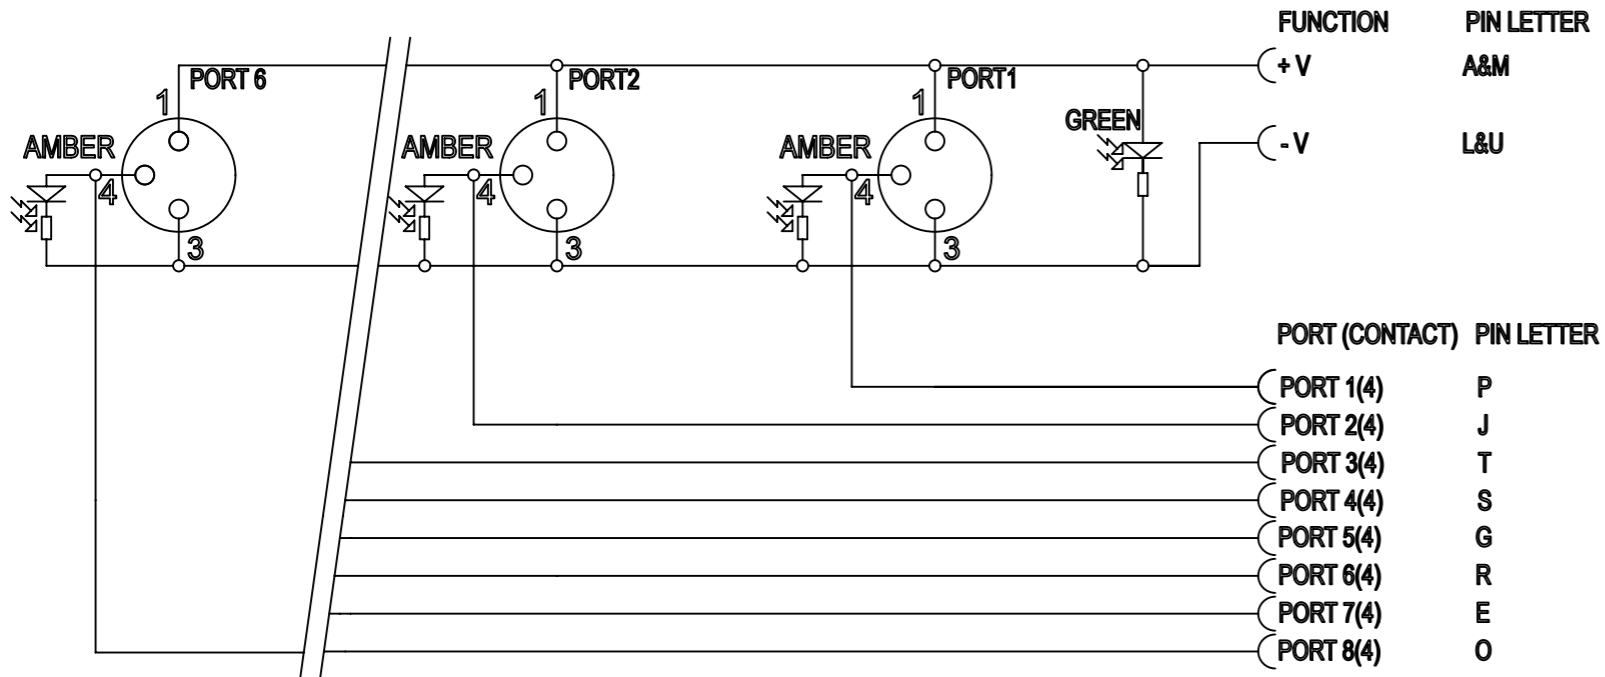 FUNCTION PIN LETTER
+ V A&M
- V L&U
PORT 6
1
AMBER
4
3
PORT2
1
AMBER
4
3
PORT1
1
AMBER
4
3
GREEN
PORT (CONTACT) PIN LETTER
PORT 1(4) P
PORT 2(4) J
PORT 3(4) T
PORT 4(4) S
PORT 5(4) G
PORT 6(4) R
PORT 7(4) E
PORT 8(4) O